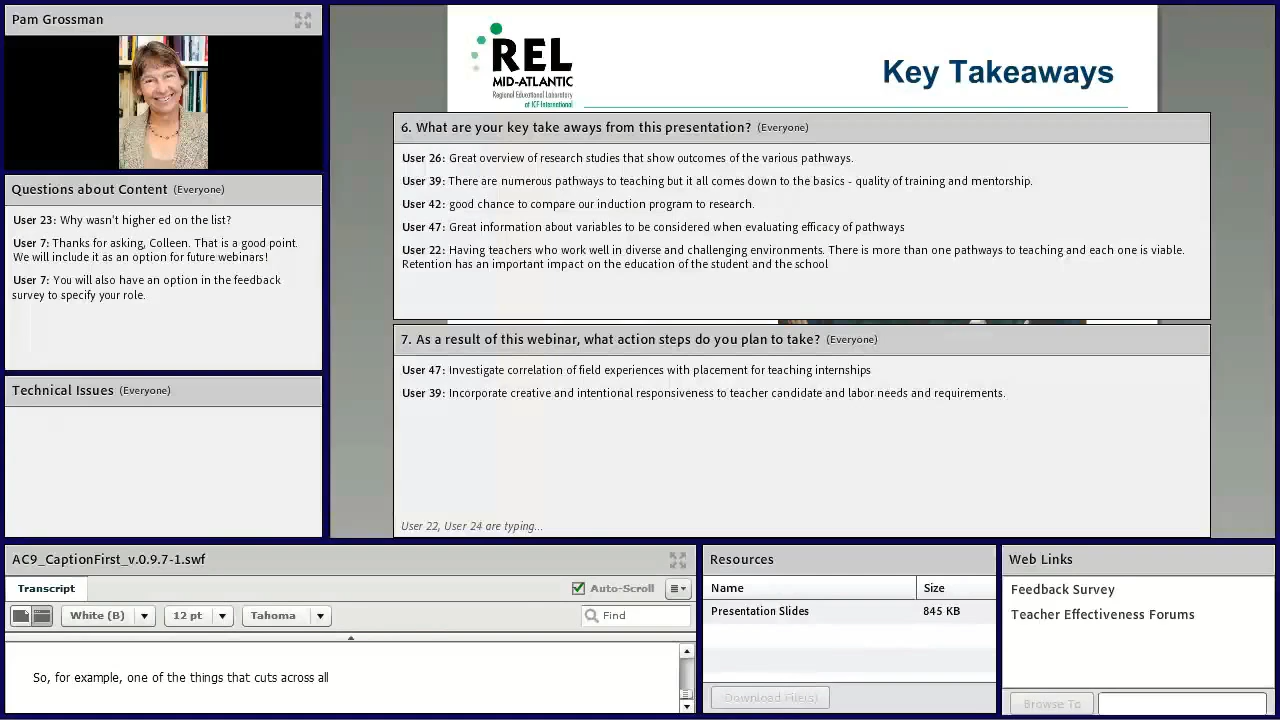 Pam Grossman
REL
MID-ATLANTIC
Regional Educational Laboratory
at ICF International
Key Takeaways
Questions about Content (Everyone)
User 23: Why wasn't higher ed on the list?
User 7: Thanks for asking, Colleen. That is a good point.
We will include it as an option for future webinars!
User 7: You will also have an option in the feedback
survey to specify your role.
Technical Issues (Everyone)
6. What are your key take aways from this presentation? (Everyone)
User 26: Great overview of research studies that show outcomes of the various pathways.
User 39: There are numerous pathways to teaching but it all comes down to the basics - quality of training and mentorship.
User 42: good chance to compare our induction program to research.
User 47: Great information about variables to be considered when evaluating efficacy of pathways
User 22: Having teachers who work well in diverse and challenging environments. There is more than one pathways to teaching and each one is viable.
Retention has an important impact on the education of the student and the school
7. As a result of this webinar, what action steps do you plan to take? (Everyone)
User 47: Investigate correlation of field experiences with placement for teaching internships
User 39: Incorporate creative and intentional responsiveness to teacher candidate and labor needs and requirements.
User 22, User 24 are typing...
AC9_CaptionFirst_v.0.9.7-1.swf
Transcript
Auto-Scroll
White (B)
12 pt
Tahoma
Find
So, for example, one of the things that cuts across all
Resources
Name Size
Presentation Slides 845 KB
Download File(s)
Web Links
Feedback Survey
Teacher Effectiveness Forums
Browse To